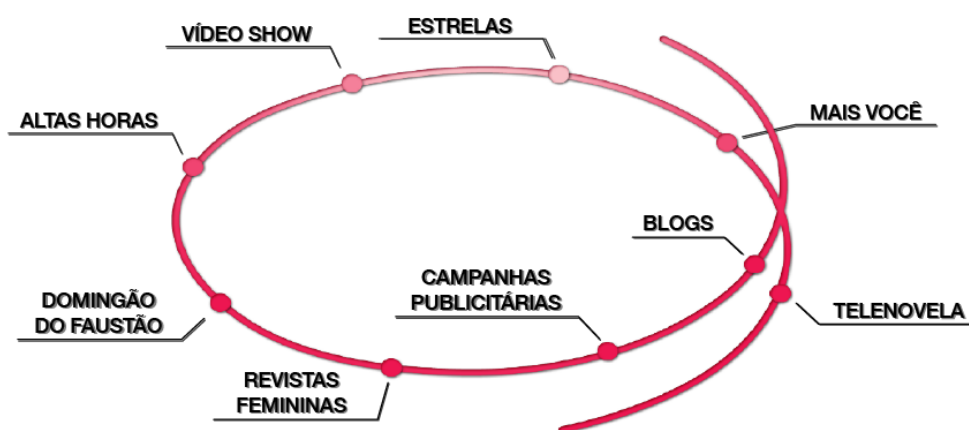 ESTRELAS
VÍDEO SHOW
MAIS VOCÊ
ALTAS HORAS
BLOGS
CAMPANHAS
PUBLICITÁRIAS
DOMINGÃO
DO FAUSTÃO
TELENOVELA
REVISTAS
FEMININAS